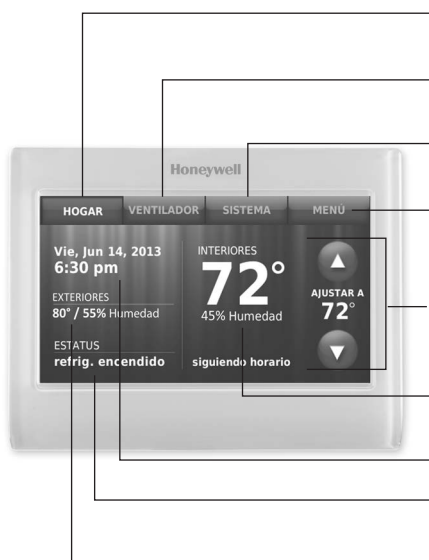 Honeywell
HOGAR VENTILADOR SISTEMA MENÚ
Vie, Jun 14, 2013
6:30 pm
EXTERIORES
80° / 55% Humedad
ESTATUS
refrig. encendido
INTERIORES
72°
45% Humedad
siguiendo horario
AJUSTAR A
72°